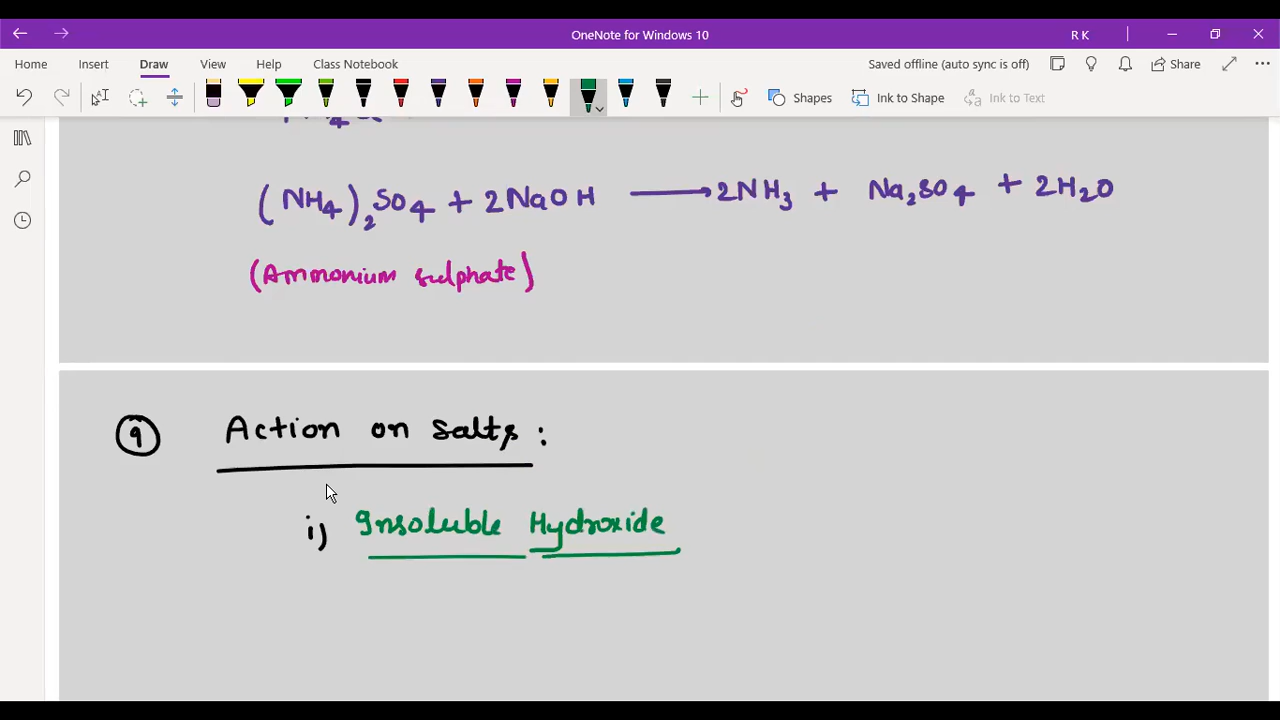 OneNote for Windows 10
R K
Home Insert Draw View Help Class Notebook
Saved offline (auto sync is off)
Share
Shapes
Ink to Shape
Ink to Text
(NH4)2SO4 + 2NaOH ⟶ 2NH3 + Na2SO4 + 2H2O
(Ammonium sulphate)
9 Action on salts :
i) Insoluble Hydroxide